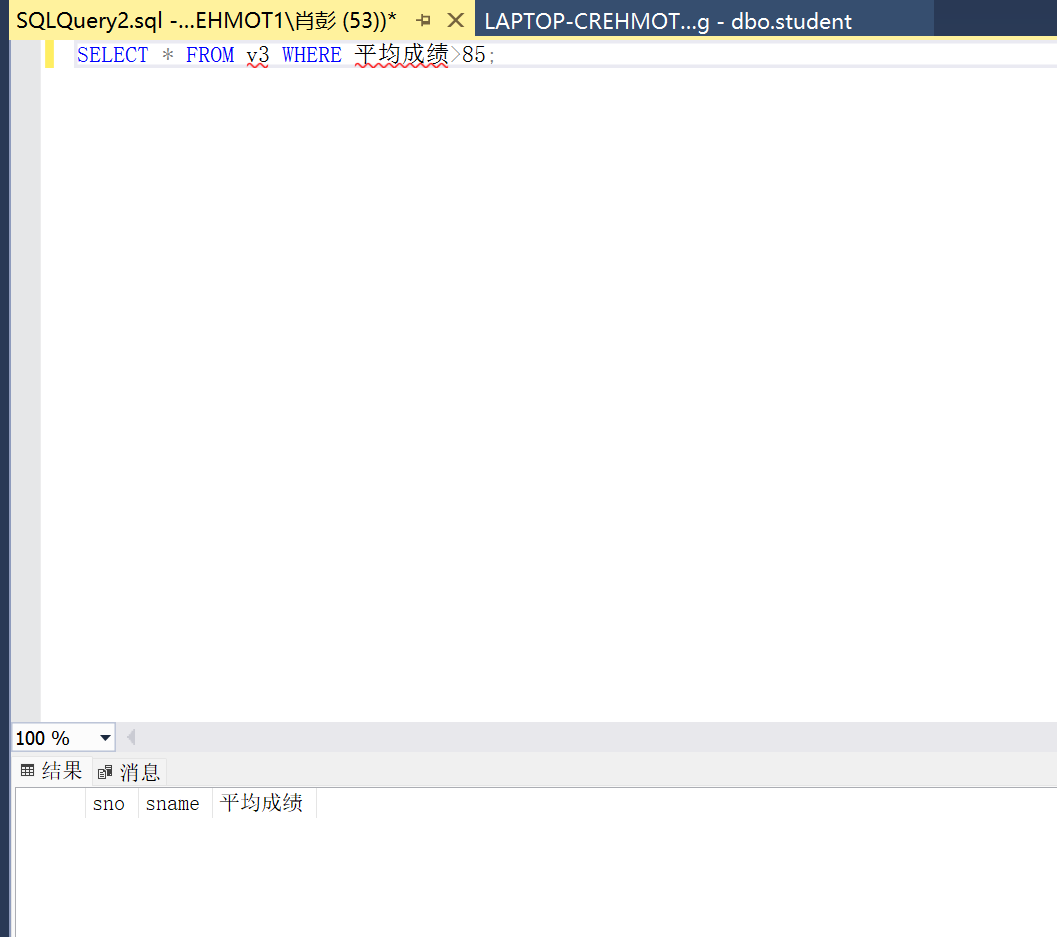 SQLQuery2.sql -...EHMOT1\肖彭 (53))* LAPTOP-CREHMOT...g - dbo.student
SELECT * FROM v3 WHERE 平均成绩>85;
100 %
结果 消息
sno sname 平均成绩